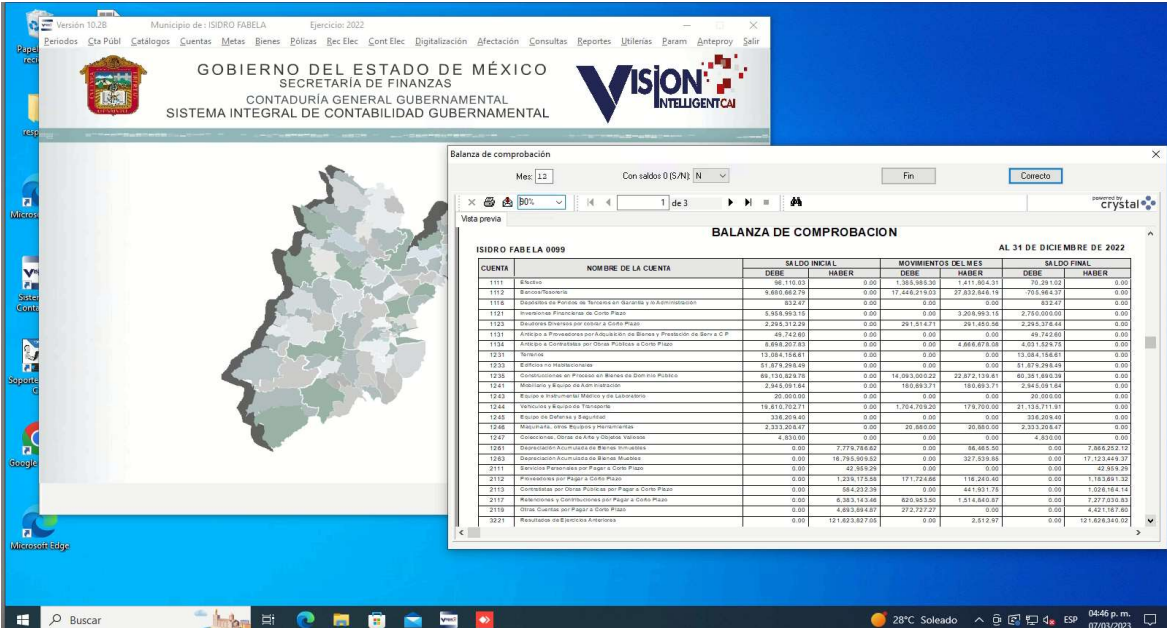 Versión 10.2B Municipio de : ISIDRO FABELA Ejercicio: 2022
Periodos Cta Públ Catálogos Cuentas Metas Bienes Pólizas Rec Elec Cont Elec Digitalización Afectación Consultas Reportes Utilerías Param Anteproy Salir
GOBIERNO DEL ESTADO DE MÉXICO
SECRETARÍA DE FINANZAS
CONTADURÍA GENERAL GUBERNAMENTAL
SISTEMA INTEGRAL DE CONTABILIDAD GUBERNAMENTAL
VISION
INTELLIGENTCAI
Balanza de comprobación
Mes: 12 Con saldos 0 (S/N): N Fin Correcto
90% 1 de 3 powered by crystal
Vista previa
BALANZA DE COMPROBACION
ISIDRO FABELA 0099 AL 31 DE DICIEMBRE DE 2022
CUENTA NOMBRE DE LA CUENTA SALDO INICIAL MOVIMIENTOS DEL MES SALDO FINAL
DEBE HABER DEBE HABER DEBE HABER
1111 Efectivo 96,110.03 0.00 1,385,985.30 1,411,804.31 70,291.02 0.00
1112 Bancos/Tesorería 9,680,662.79 0.00 17,446,219.03 27,832,846.19 -705,964.37 0.00
1116 Depósitos de Fondos de Terceros en Garantía y/o Administración 832.47 0.00 0.00 0.00 832.47 0.00
1121 Inversiones Financieras de Corto Plazo 5,958,993.15 0.00 0.00 3,208,993.15 2,750,000.00 0.00
1123 Deudores Diversos por cobrar a Corto Plazo 2,295,312.29 0.00 291,514.71 291,450.56 2,295,376.44 0.00
1131 Anticipo a Proveedores por Adquisición de Bienes y Prestación de Serv a C P 49,742.60 0.00 0.00 0.00 49,742.60 0.00
1134 Anticipo a Contratistas por Obras Públicas a Corto Plazo 8,698,207.83 0.00 0.00 4,666,678.08 4,031,529.75 0.00
1231 Terrenos 13,084,156.61 0.00 0.00 0.00 13,084,156.61 0.00
1233 Edificios no Habitacionales 51,879,298.49 0.00 0.00 0.00 51,879,298.49 0.00
1235 Construcciones en Proceso en Bienes de Dominio Público 69,130,829.78 0.00 14,093,000.22 22,872,139.61 60,351,690.39 0.00
1241 Mobiliario y Equipo de Administración 2,945,091.64 0.00 180,693.71 180,693.71 2,945,091.64 0.00
1243 Equipo e Instrumental Médico y de Laboratorio 20,000.00 0.00 0.00 0.00 20,000.00 0.00
1244 Vehículos y Equipo de Transporte 19,610,702.71 0.00 1,704,709.20 179,700.00 21,135,711.91 0.00
1245 Equipo de Defensa y Seguridad 336,209.40 0.00 0.00 0.00 336,209.40 0.00
1246 Maquinaria, otros Equipos y Herramientas 2,333,208.47 0.00 20,880.00 20,880.00 2,333,208.47 0.00
1247 Colecciones, Obras de Arte y Objetos Valiosos 4,830.00 0.00 0.00 0.00 4,830.00 0.00
1261 Depreciación Acumulada de Bienes Inmuebles 0.00 7,779,786.62 0.00 86,465.50 0.00 7,866,252.12
1263 Depreciación Acumulada de Bienes Muebles 0.00 16,795,909.52 0.00 327,539.85 0.00 17,123,449.37
2111 Servicios Personales por Pagar a Corto Plazo 0.00 42,959.29 0.00 0.00 0.00 42,959.29
2112 Proveedores por Pagar a Corto Plazo 0.00 1,239,175.58 171,724.66 116,240.40 0.00 1,183,691.32
2113 Contratistas por Obras Públicas por Pagar a Corto Plazo 0.00 584,232.39 0.00 441,931.75 0.00 1,026,164.14
2117 Retenciones y Contribuciones por Pagar a Corto Plazo 0.00 6,383,143.46 620,953.50 1,514,840.87 0.00 7,277,030.83
2119 Otras Cuentas por Pagar a Corto Plazo 0.00 4,693,894.87 272,727.27 0.00 0.00 4,421,167.60
3221 Resultados de Ejercicios Anteriores 0.00 121,623,827.05 0.00 2,512.97 0.00 121,626,340.02
Microsoft Edge
Buscar 28°C Soleado ESP 04:46 p. m.
07/03/2023